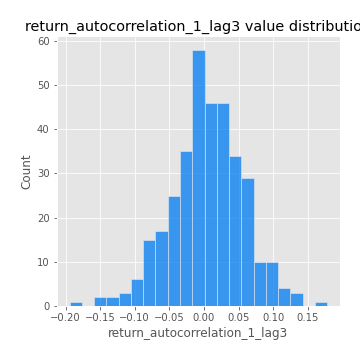 return_autocorrelation_1_lag3 value distributio
60
50
40
30
20
10
0
Count
−0.20 −0.15 −0.10 −0.05 0.00 0.05 0.10 0.15
return_autocorrelation_1_lag3